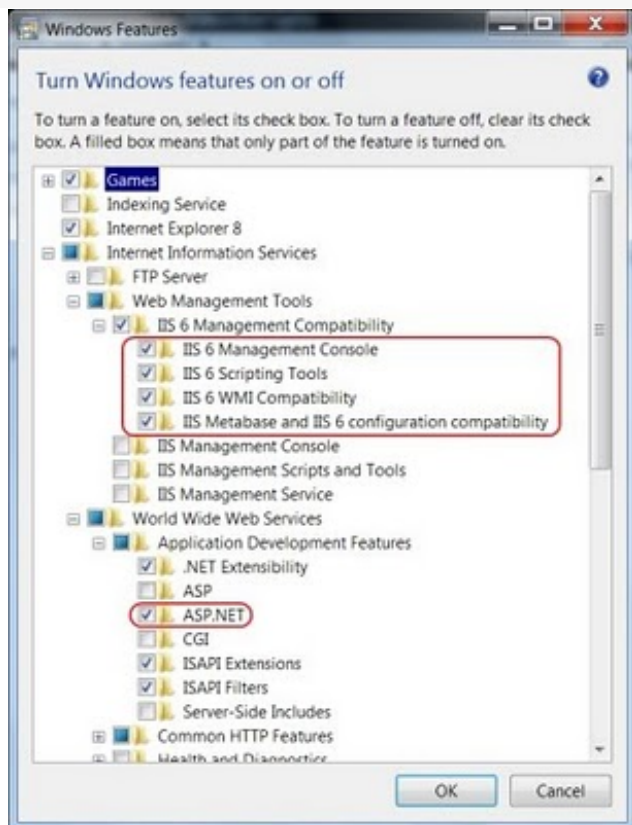 Windows Features
Turn Windows features on or off
To turn a feature on, select its check box. To turn a feature off, clear its check
box. A filled box means that only part of the feature is turned on.
Games
Indexing Service
Internet Explorer 8
Internet Information Services
FTP Server
Web Management Tools
IIS 6 Management Compatibility
IIS 6 Management Console
IIS 6 Scripting Tools
IIS 6 WMI Compatibility
IIS Metabase and IIS 6 configuration compatibility
IIS Management Console
IIS Management Scripts and Tools
IIS Management Service
World Wide Web Services
Application Development Features
.NET Extensibility
ASP
ASP.NET
CGI
ISAPI Extensions
ISAPI Filters
Server-Side Includes
Common HTTP Features
Health and Diagnostics
OK Cancel